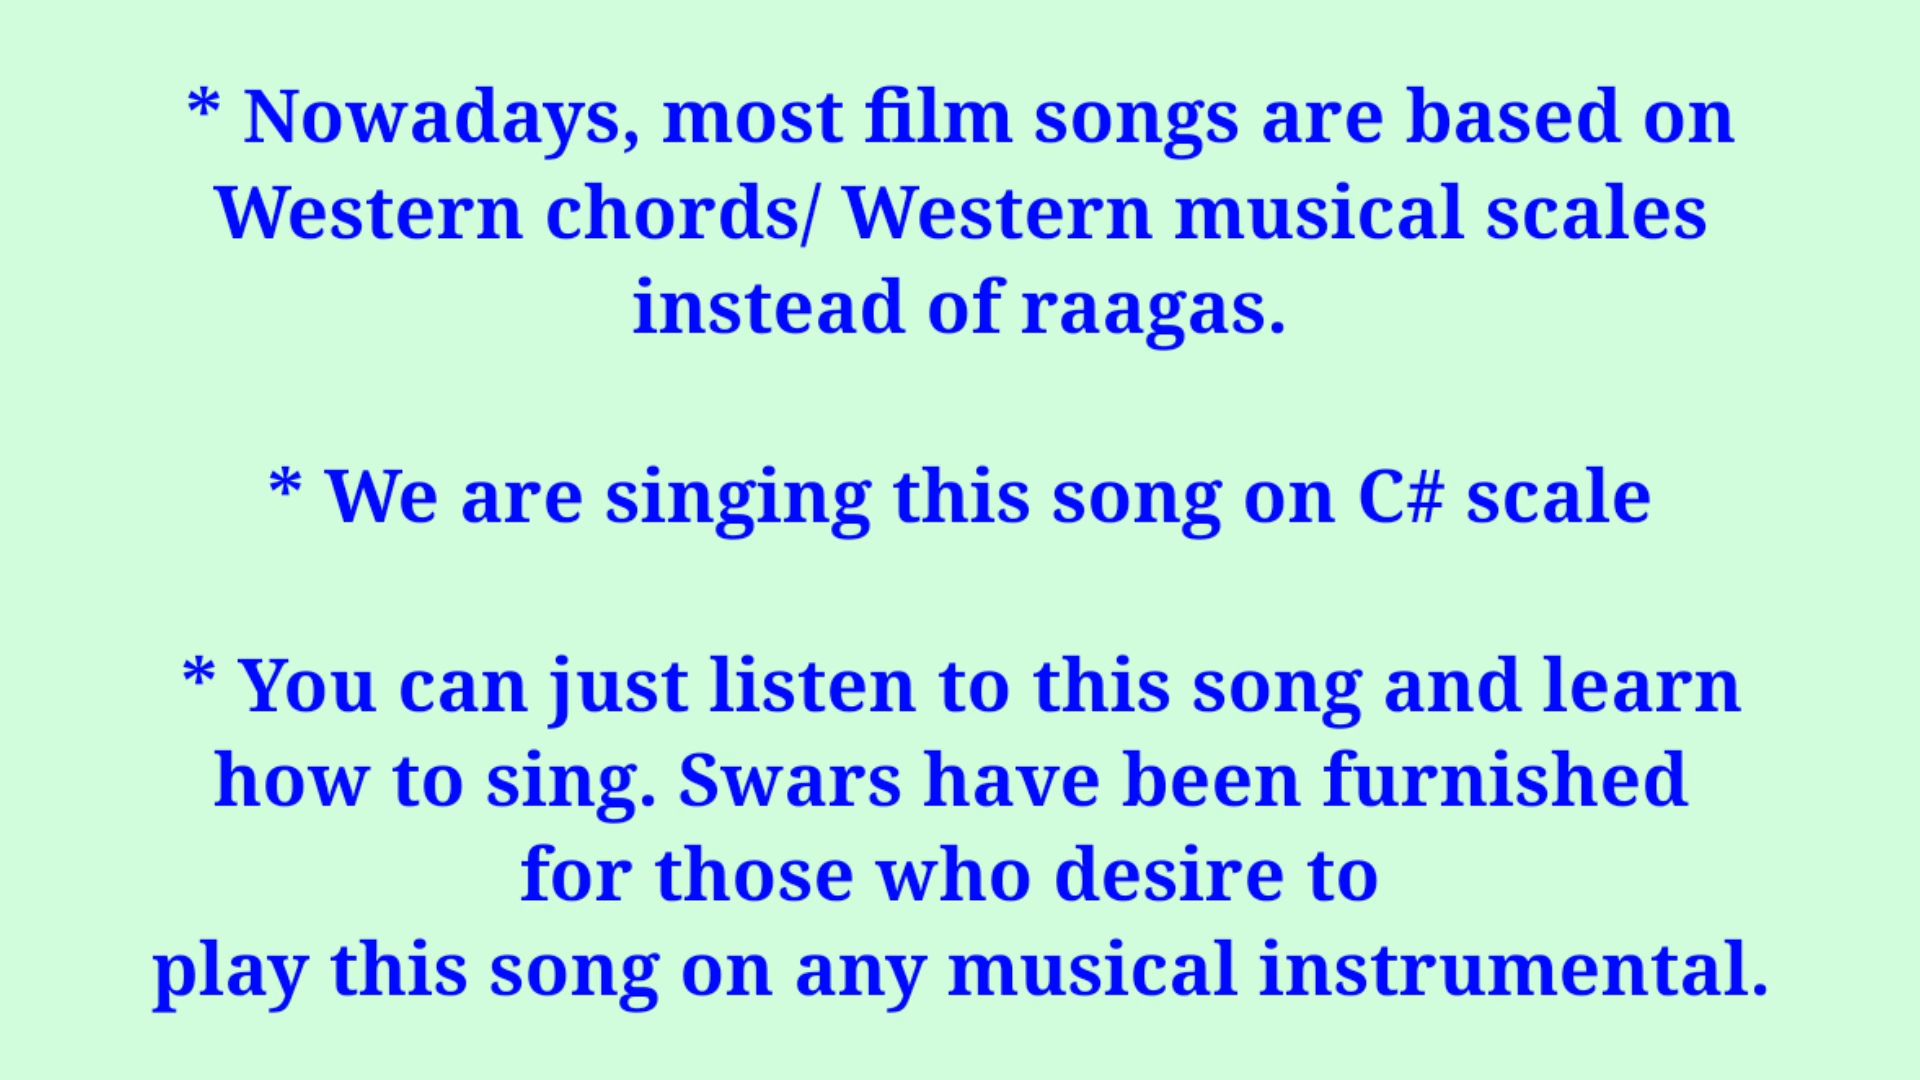 * Nowadays, most film songs are based on
Western chords/ Western musical scales
instead of raagas.
* We are singing this song on C# scale
* You can just listen to this song and learn
how to sing. Swars have been furnished
for those who desire to
play this song on any musical instrumental.